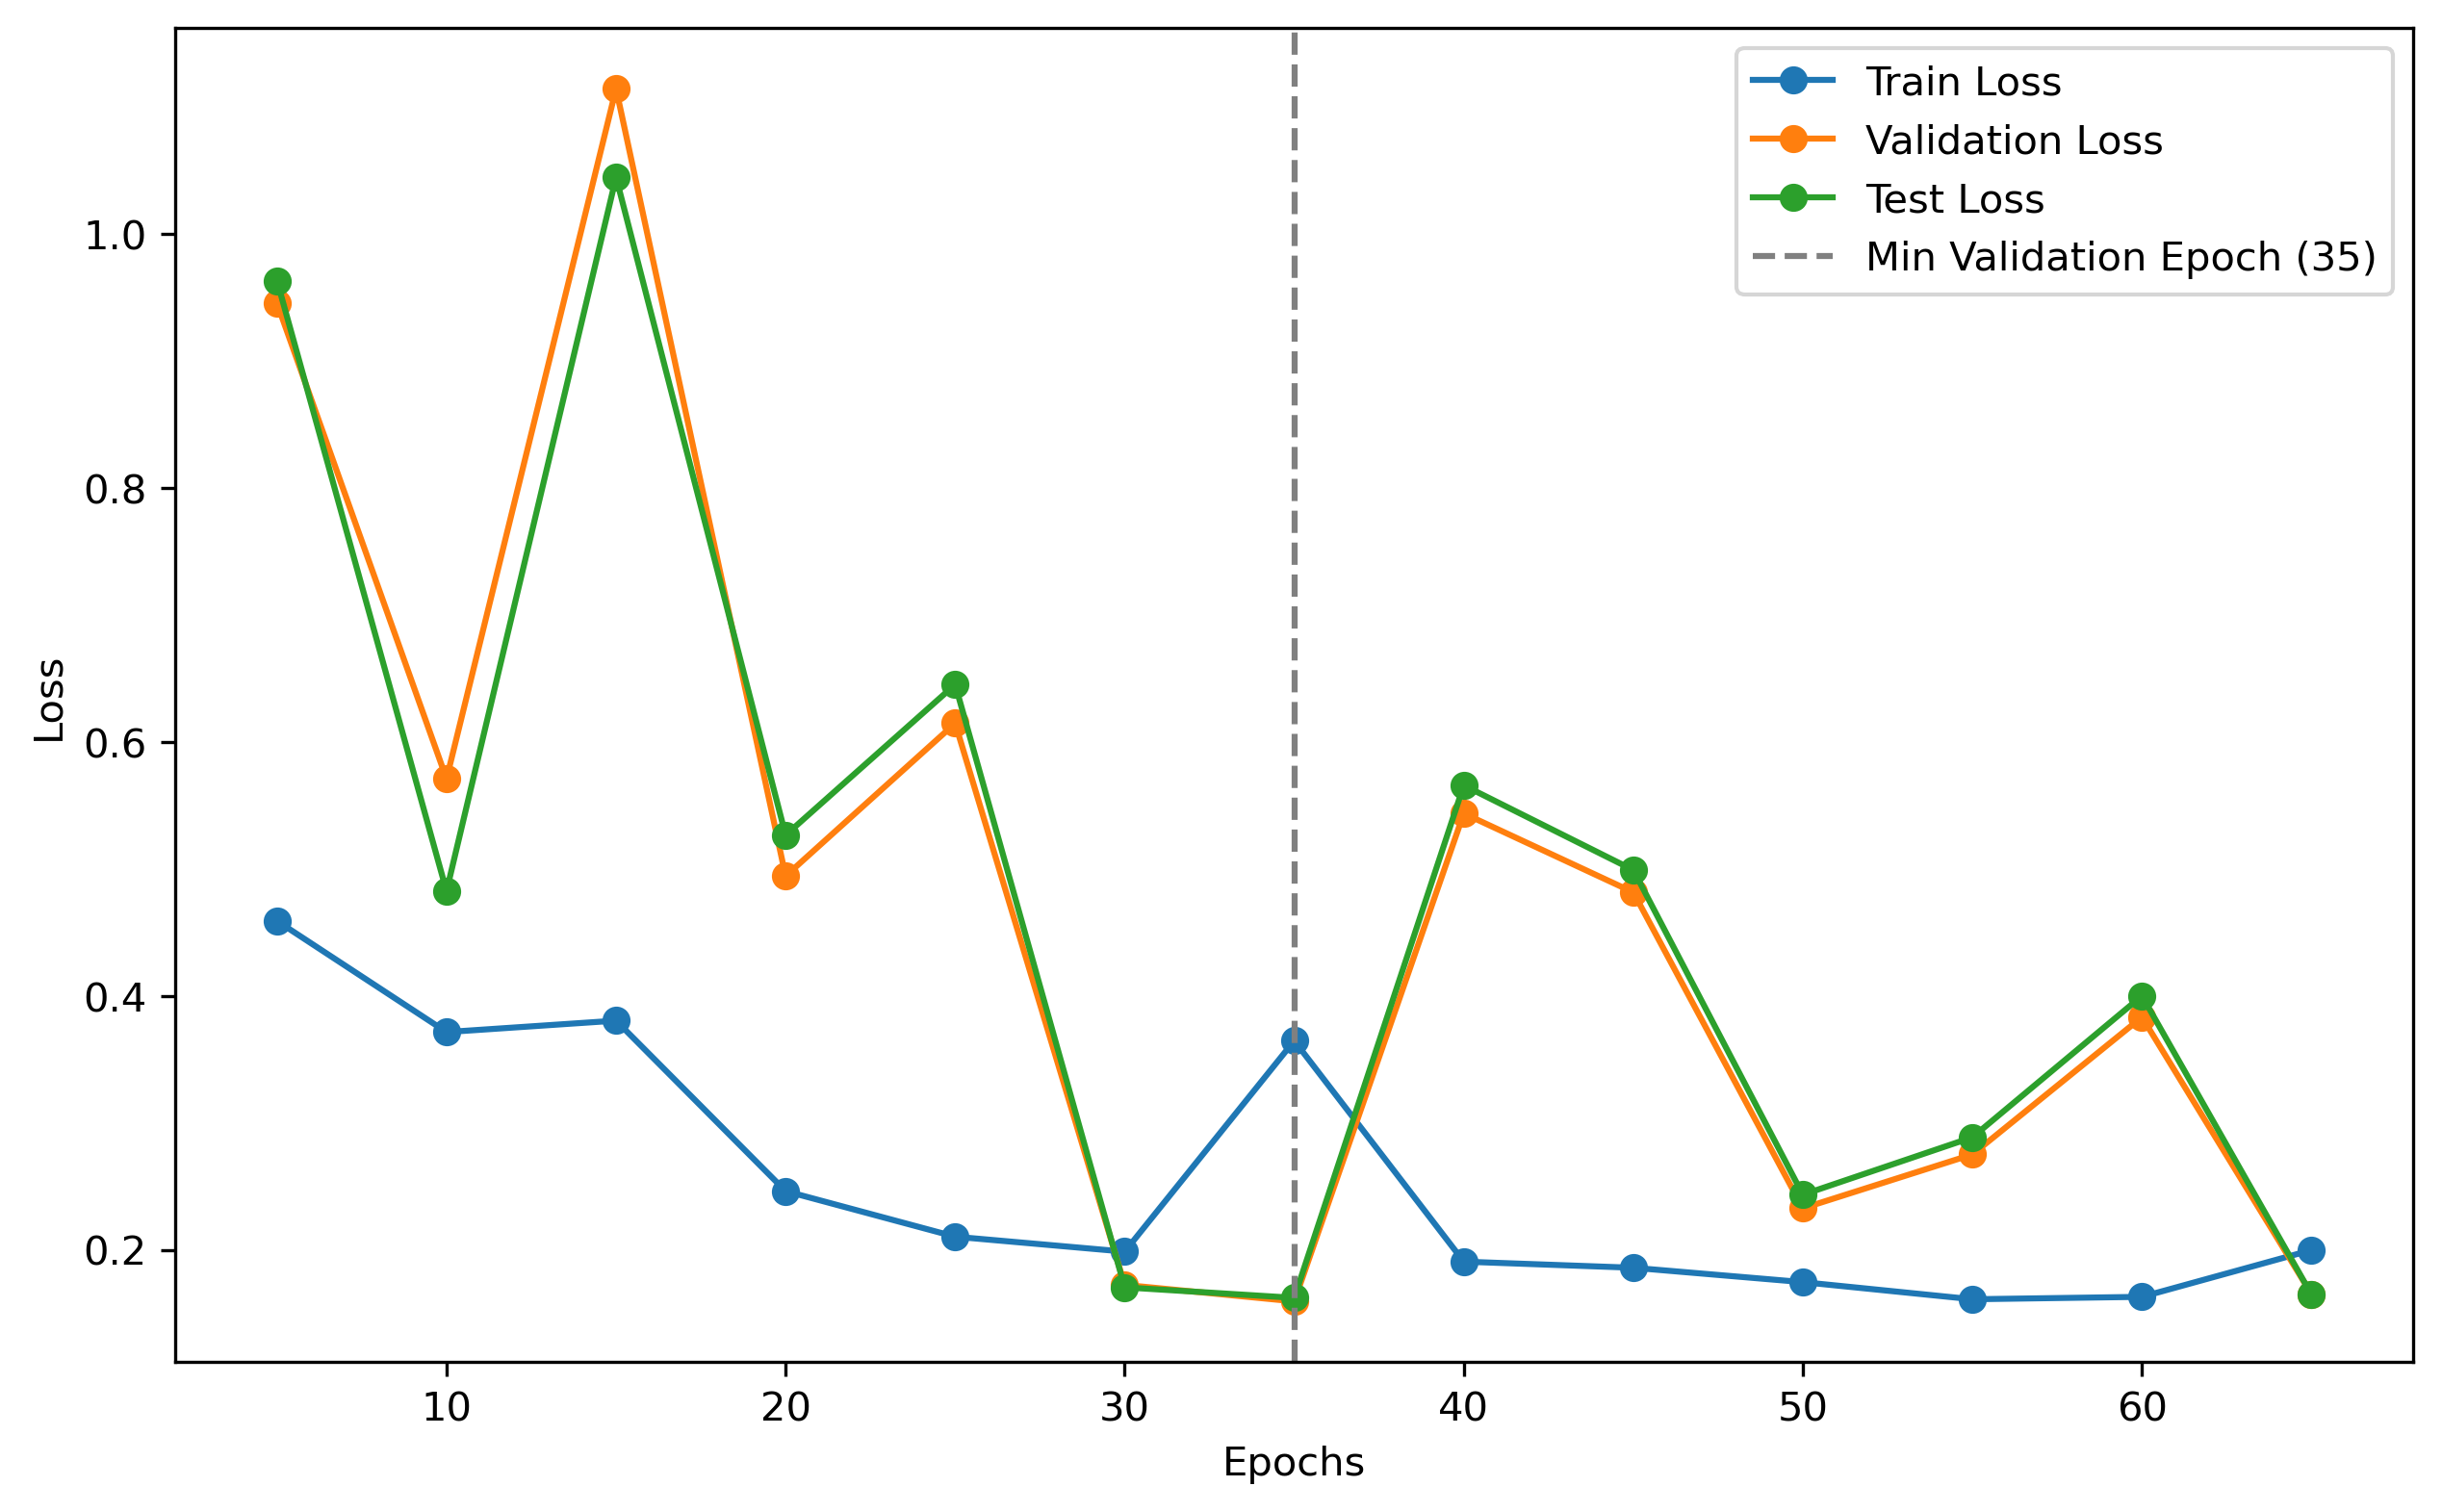 Train Loss
Validation Loss
Test Loss
Min Validation Epoch (35)
1.0
0.8
0.6
0.4
0.2
Loss
10 20 30 40 50 60
Epochs